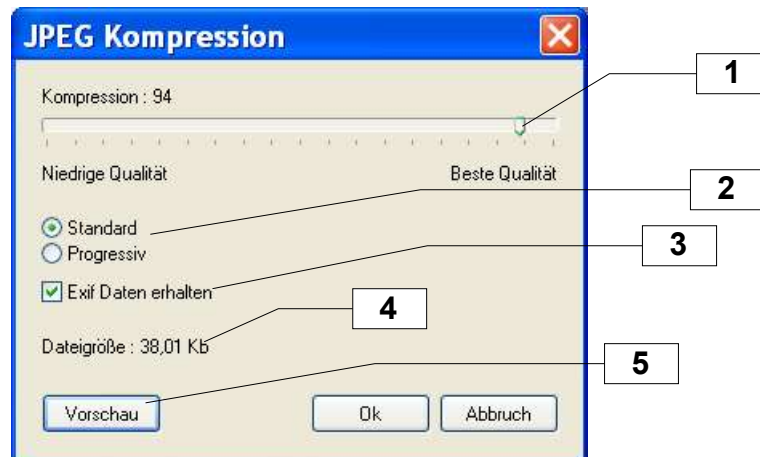 JPEG Kompression
1
Kompression : 94
Niedrige Qualität Beste Qualität
2
Standard
3
Progressiv
Exif Daten erhalten
4
Dateigröße : 38,01 Kb
5
Vorschau Ok Abbruch